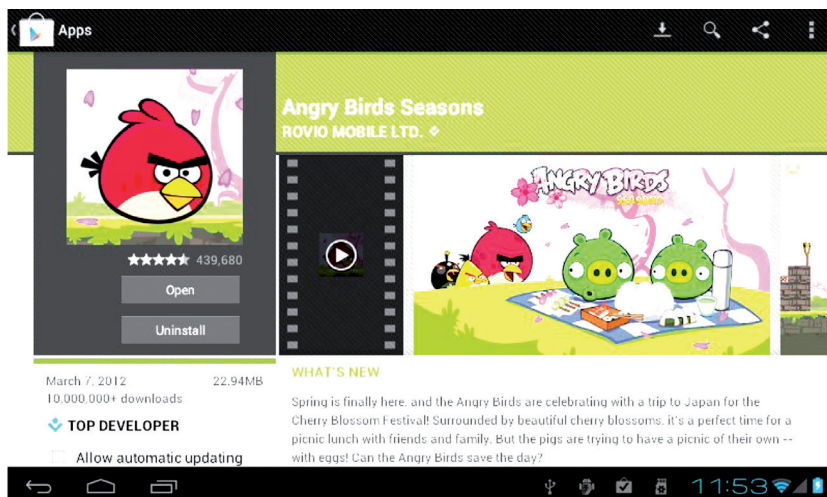 Apps
Angry Birds Seasons
ROVIO MOBILE LTD.
ANGRY BIRDS
SEASONS
439,680
Open
Uninstall
March 7, 2012 22.94MB
10,000,000+ downloads
TOP DEVELOPER
Allow automatic updating
WHAT'S NEW
Spring is finally here, and the Angry Birds are celebrating with a trip to Japan for the
Cherry Blossom Festival! Surrounded by beautiful cherry blossoms, it's a perfect time for a
picnic lunch with friends and family. But the pigs are trying to have a picnic of their own --
with eggs! Can the Angry Birds save the day?
11:53